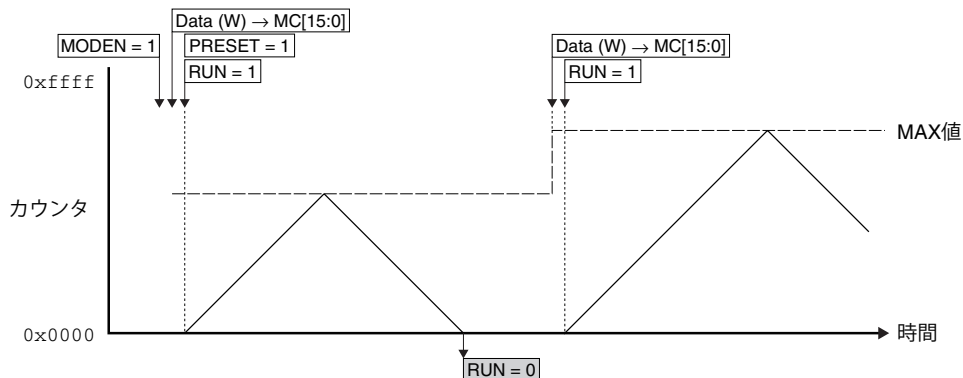 Data (W) → MC[15:0]
MODEN = 1
PRESET = 1
RUN = 1
Data (W) → MC[15:0]
RUN = 1
0xffff
MAX値
カウンタ
0x0000
時間
RUN = 0